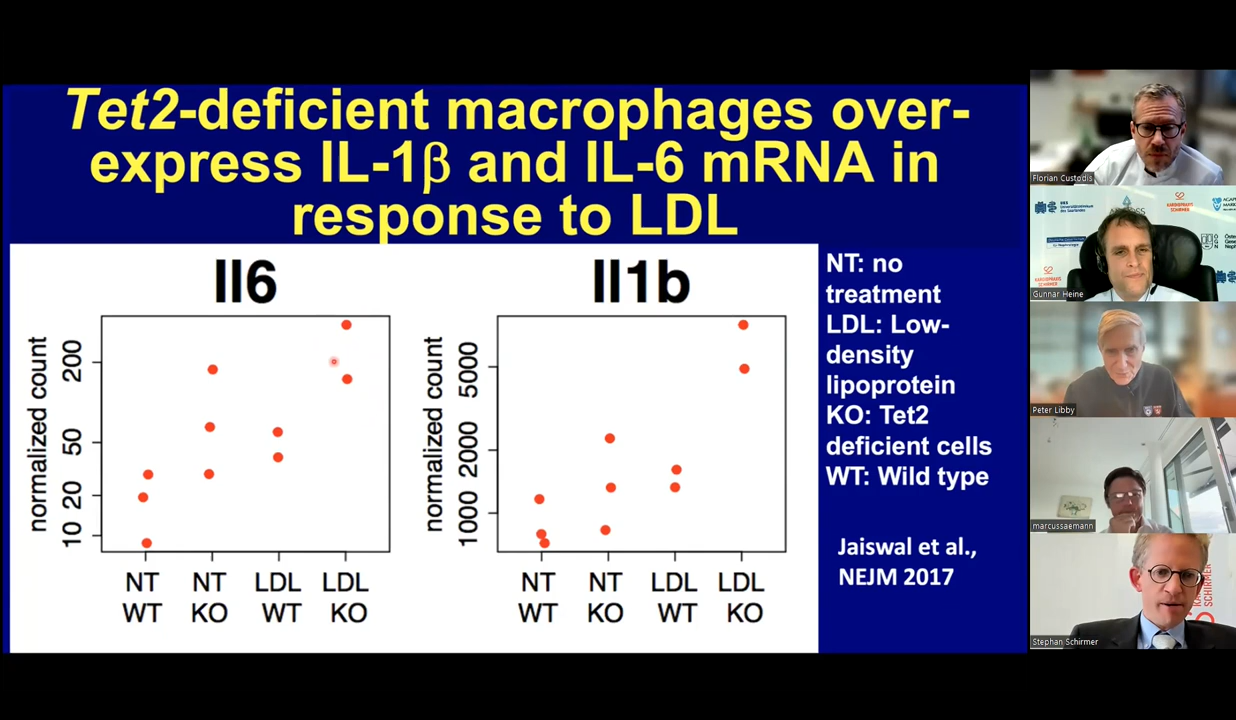 Tet2-deficient macrophages over-
express IL-1β and IL-6 mRNA in
response to LDL
Il6
normalized count
200
50
20
10
NT NT LDL LDL
WT KO WT KO
Il1b
normalized count
5000
2000
1000
NT NT LDL LDL
WT KO WT KO
NT: no
treatment
LDL: Low-
density
lipoprotein
KO: Tet2
deficient cells
WT: Wild type
Jaiswal et al.,
NEJM 2017
Florian Custodis
KARDIOPRAXIS
SCHIRMER
Gunnar Heine
Peter Libby
marcussaemann
SCHIRMER
Stephan Schirmer